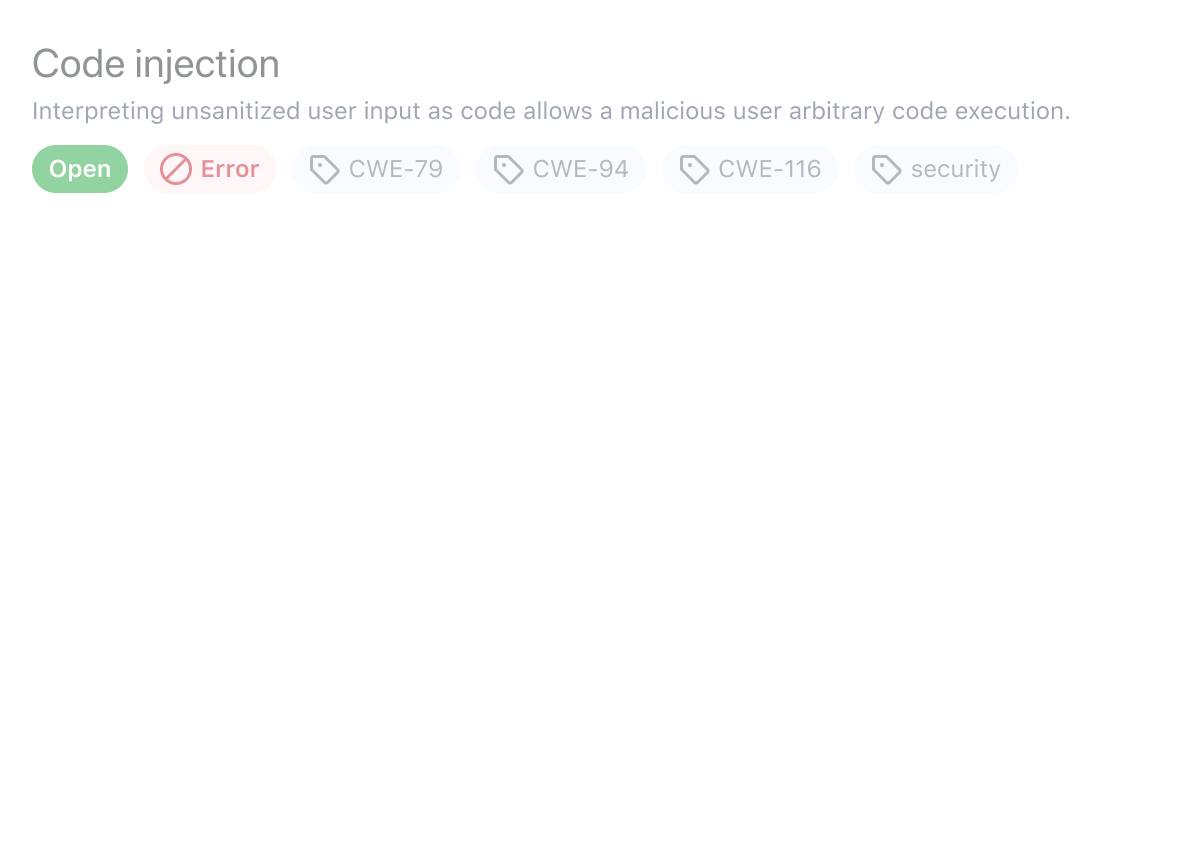 Code injection
Interpreting unsanitized user input as code allows a malicious user arbitrary code execution.
Open Error CWE-79 CWE-94 CWE-116 security